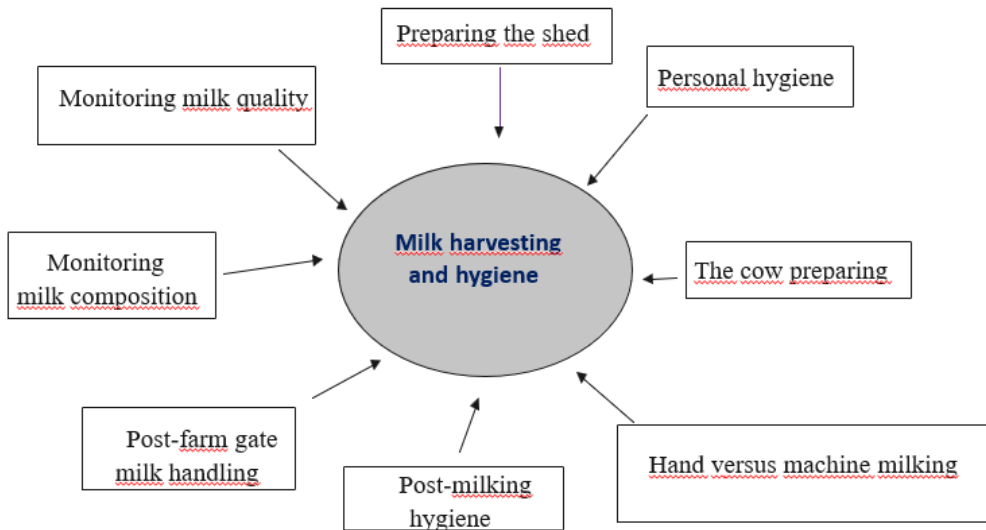 Preparing the shed
Personal hygiene
Monitoring milk quality
Milk harvesting
and hygiene
The cow preparing
Monitoring
milk composition
Post-farm gate
milk handling
Post-milking
hygiene
Hand versus machine milking